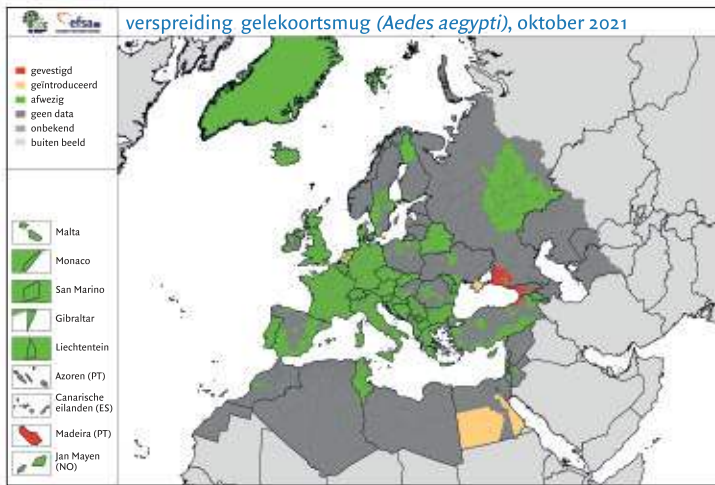 efsa
verspreiding gelekoortsmug (Aedes aegypti), oktober 2021
gevestigd
geïntroduceerd
afwezig
geen data
onbekend
buiten beeld
Malta
Monaco
San Marino
Gibraltar
Liechtentein
Azoren (PT)
Canarische
eilanden (ES)
Madeira (PT)
Jan Mayen
(NO)